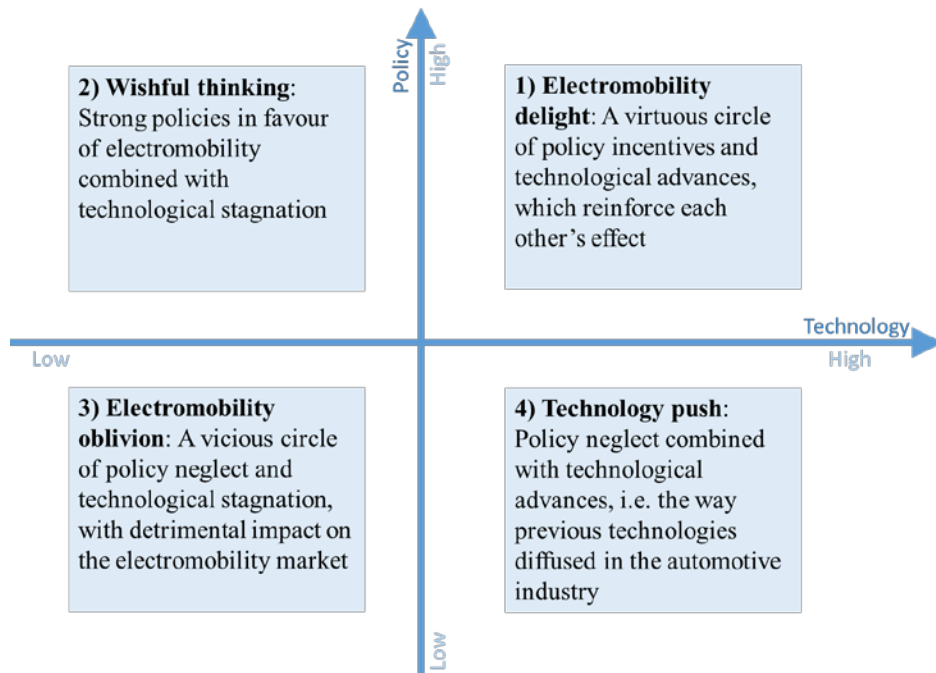 Policy
High
2) Wishful thinking:
Strong policies in favour
of electromobility
combined with
technological stagnation
1) Electromobility
delight: A virtuous circle
of policy incentives and
technological advances,
which reinforce each
other's effect
Technology
Low
High
3) Electromobility
oblivion: A vicious circle
of policy neglect and
technological stagnation,
with detrimental impact on
the electromobility market
4) Technology push:
Policy neglect combined
with technological
advances, i.e. the way
previous technologies
diffused in the automotive
industry
Low